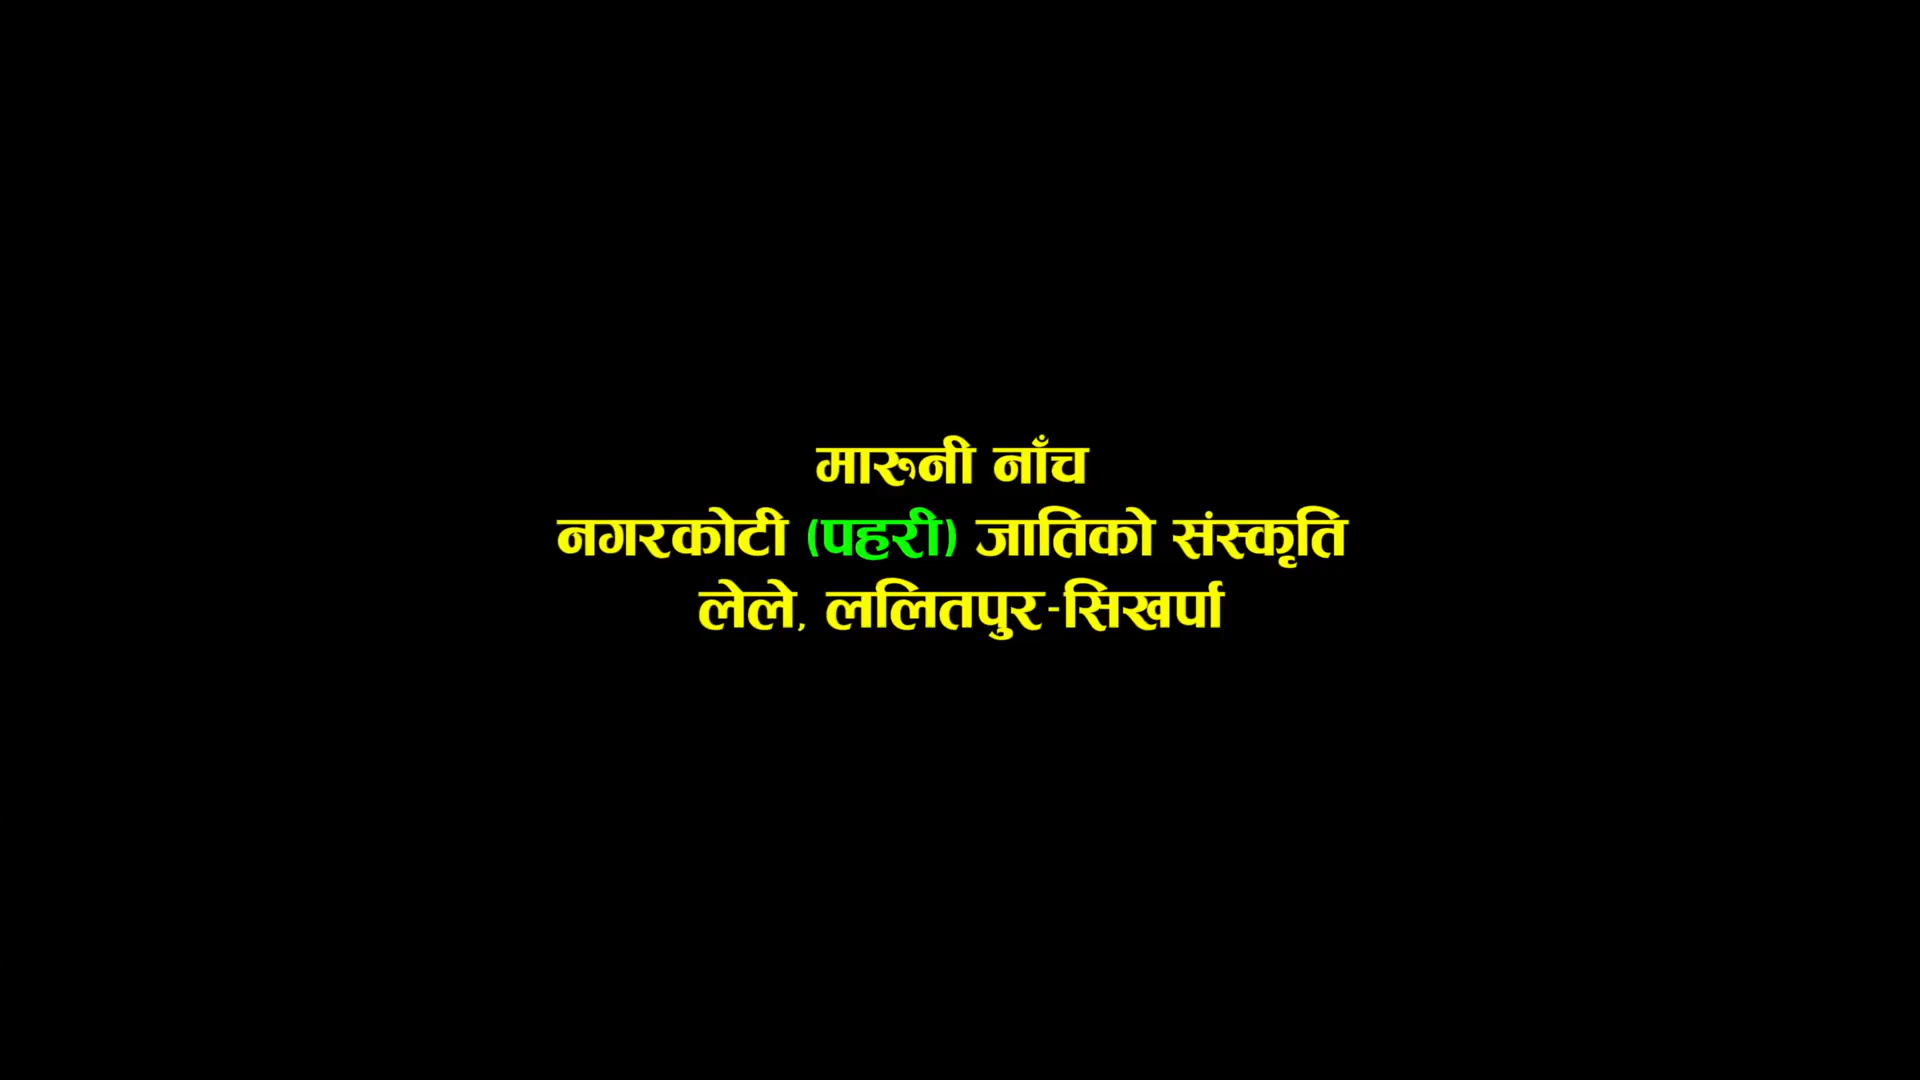 मारुनी नाँच
नगरकोटी (पहरी) जातिको संस्कृति
लेले, ललितपुर-सिखर्पा